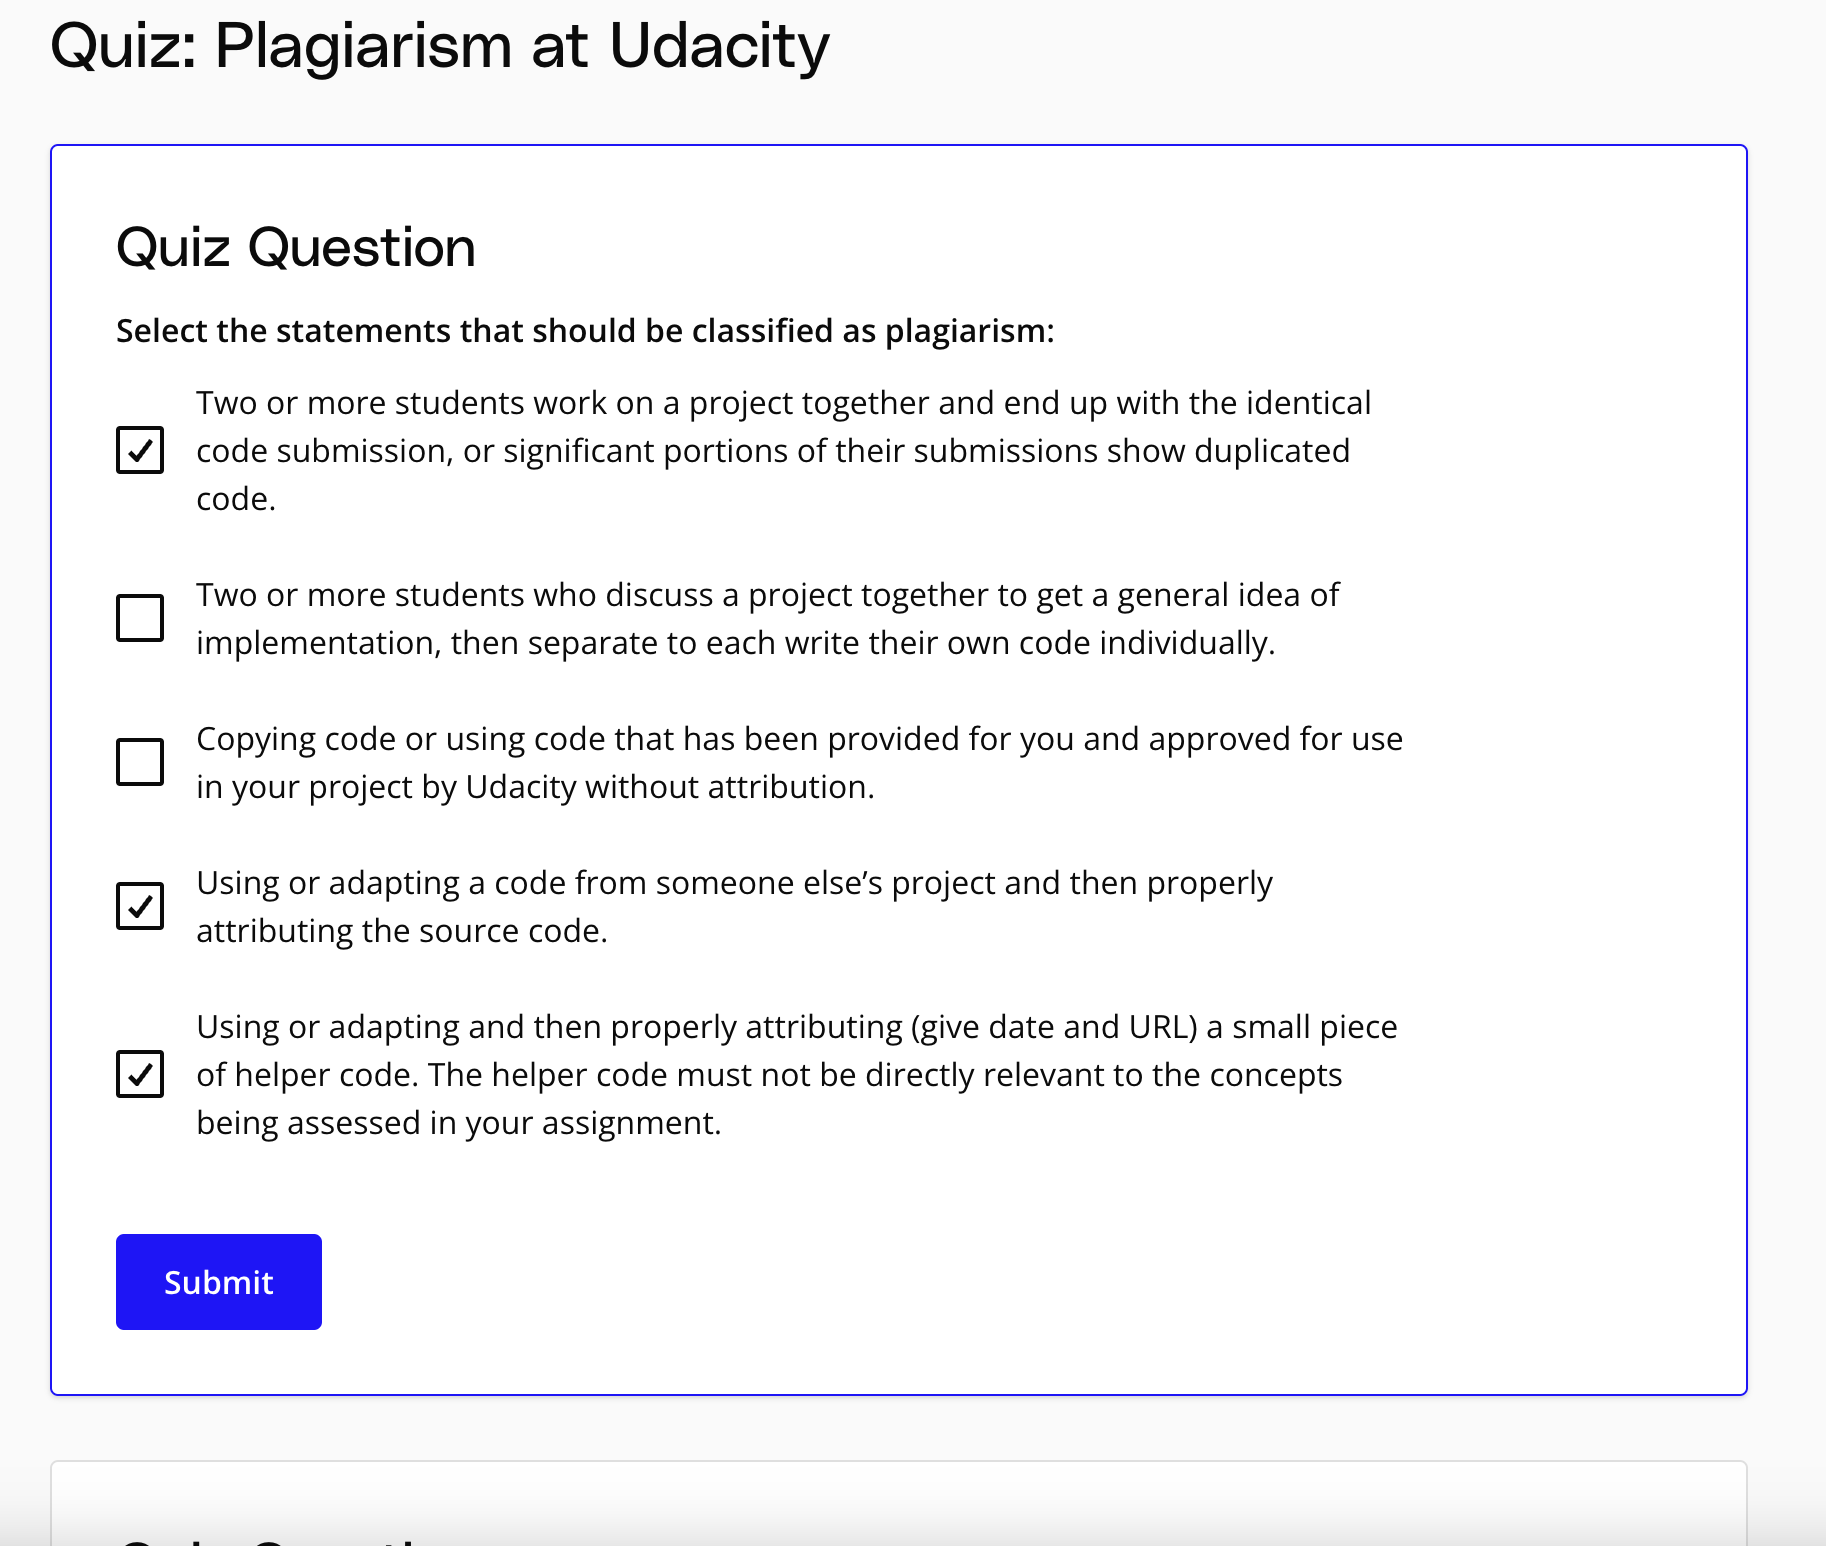 Quiz: Plagiarism at Udacity
Quiz Question
Select the statements that should be classified as plagiarism:
Two or more students work on a project together and end up with the identical
code submission, or significant portions of their submissions show duplicated
code.
Two or more students who discuss a project together to get a general idea of
implementation, then separate to each write their own code individually.
Copying code or using code that has been provided for you and approved for use
in your project by Udacity without attribution.
Using or adapting a code from someone else’s project and then properly
attributing the source code.
Using or adapting and then properly attributing (give date and URL) a small piece
of helper code. The helper code must not be directly relevant to the concepts
being assessed in your assignment.
Submit